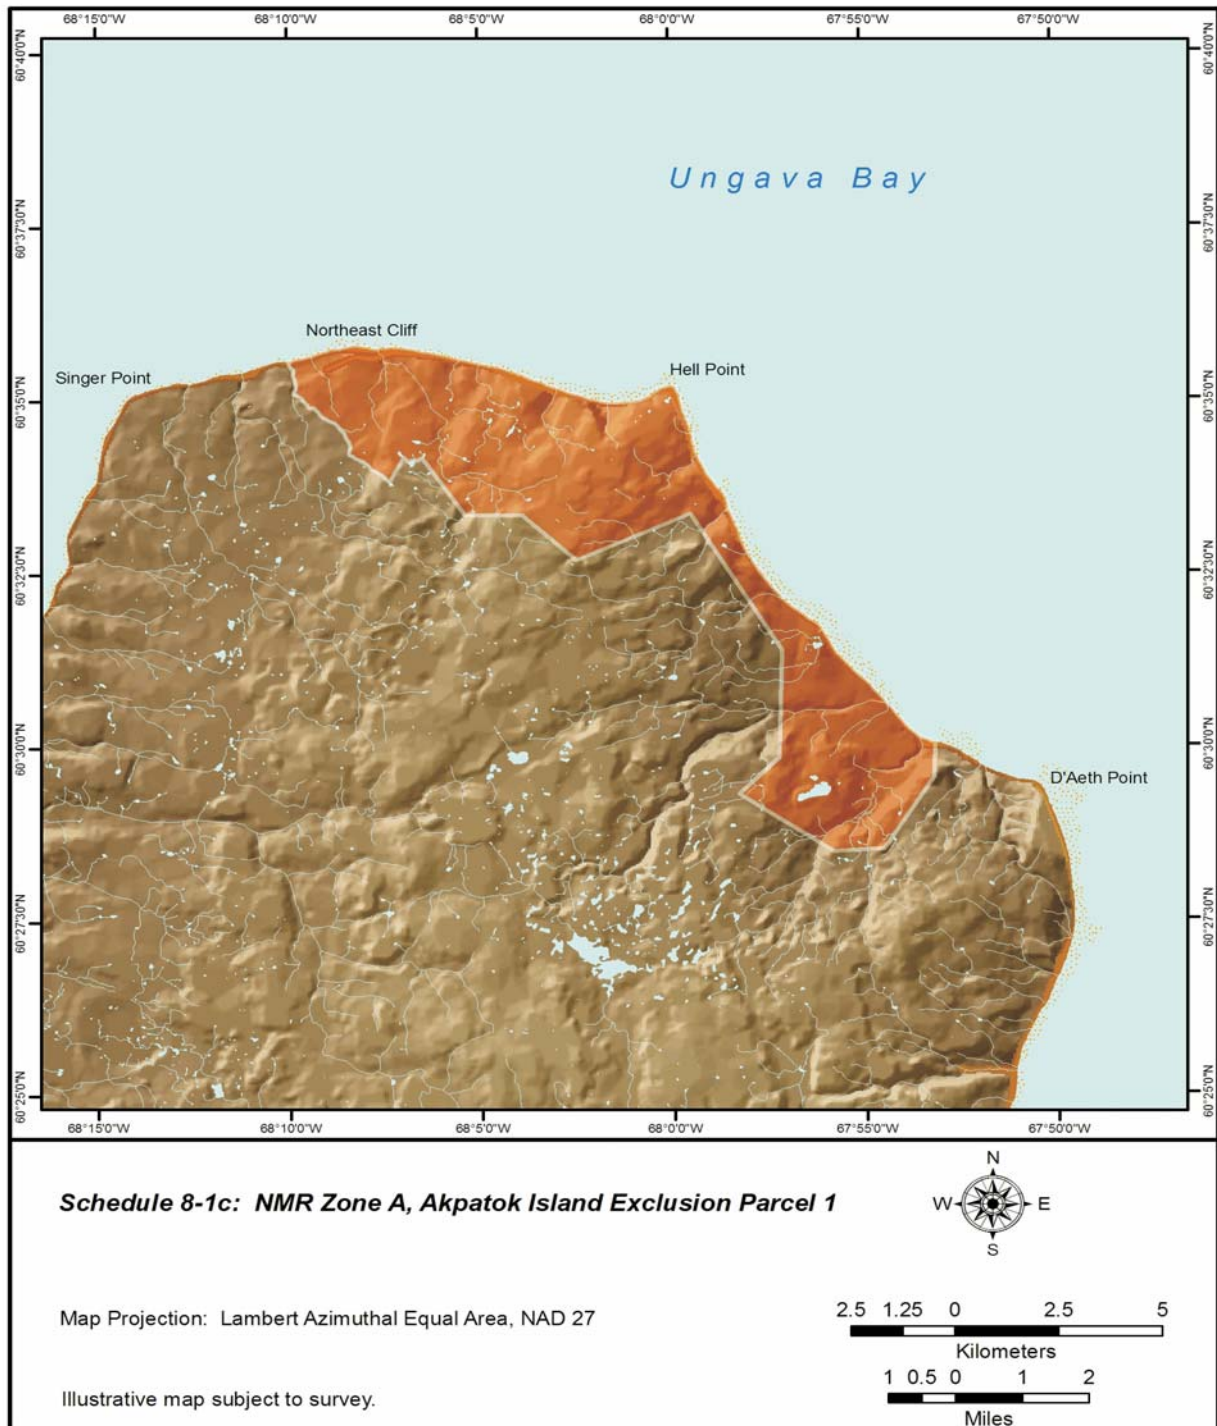 68°15'0"W 68°10'0"W 68°5'0"W 68°0'0"W 67°55'0"W 67°50'0"W
60°40'0"N 60°40'0"N
Ungava Bay
60°37'30"N 60°37'30"N
Northeast Cliff
Hell Point
Singer Point
60°35'0"N 60°35'0"N
60°32'30"N 60°32'30"N
60°30'0"N 60°30'0"N
D'Aeth Point
60°27'30"N 60°27'30"N
60°25'0"N 60°25'0"N
68°15'0"W 68°10'0"W 68°5'0"W 68°0'0"W 67°55'0"W 67°50'0"W
N
Schedule 8-1c: NMR Zone A, Akpatok Island Exclusion Parcel 1
W E
S
Map Projection: Lambert Azimuthal Equal Area, NAD 27
2.5 1.25 0 2.5 5
Kilometers
1 0.5 0 1 2
Illustrative map subject to survey.
Miles